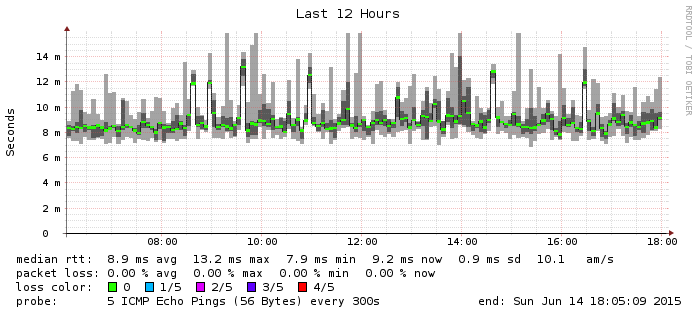 Last 12 Hours
RRDTOOL / TOBI OETIKER
Seconds
14 m
12 m
10 m
8 m
6 m
4 m
2 m
0
08:00 10:00 12:00 14:00 16:00 18:00
median rtt: 8.9 ms avg 13.2 ms max 7.9 ms min 9.2 ms now 0.9 ms sd 10.1 am/s
packet loss: 0.00 % avg 0.00 % max 0.00 % min 0.00 % now
loss color: 0 1/5 2/5 3/5 4/5
probe: 5 ICMP Echo Pings (56 Bytes) every 300s end: Sun Jun 14 18:05:09 2015